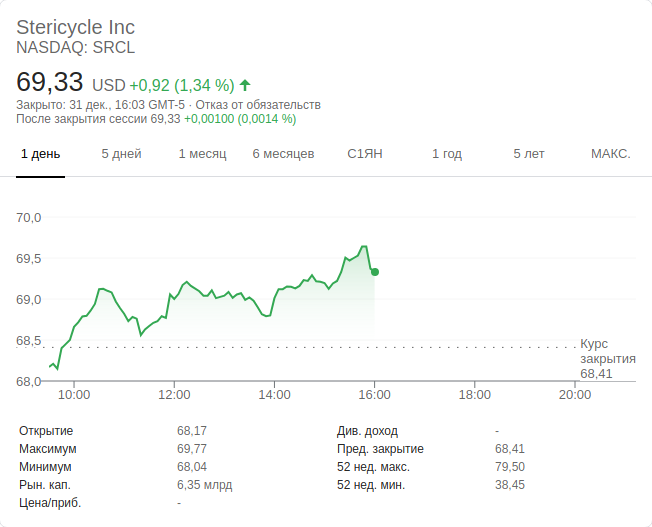 Stericycle Inc
NASDAQ: SRCL
69,33 USD +0,92 (1,34 %)
Закрыто: 31 дек., 16:03 GMT-5 · Отказ от обязательств
После закрытия сессии 69,33 +0,00100 (0,0014 %)
1 день 5 дней 1 месяц 6 месяцев С1ЯН 1 год 5 лет МАКС.
70,0
69,5
69,0
68,5
Курс
закрытия
68,41
68,0
10:00 12:00 14:00 16:00 18:00 20:00
Открытие 68,17 Див. доход -
Максимум 69,77 Пред. закрытие 68,41
Минимум 68,04 52 нед. макс. 79,50
Рын. кап. 6,35 млрд 52 нед. мин. 38,45
Цена/приб. -